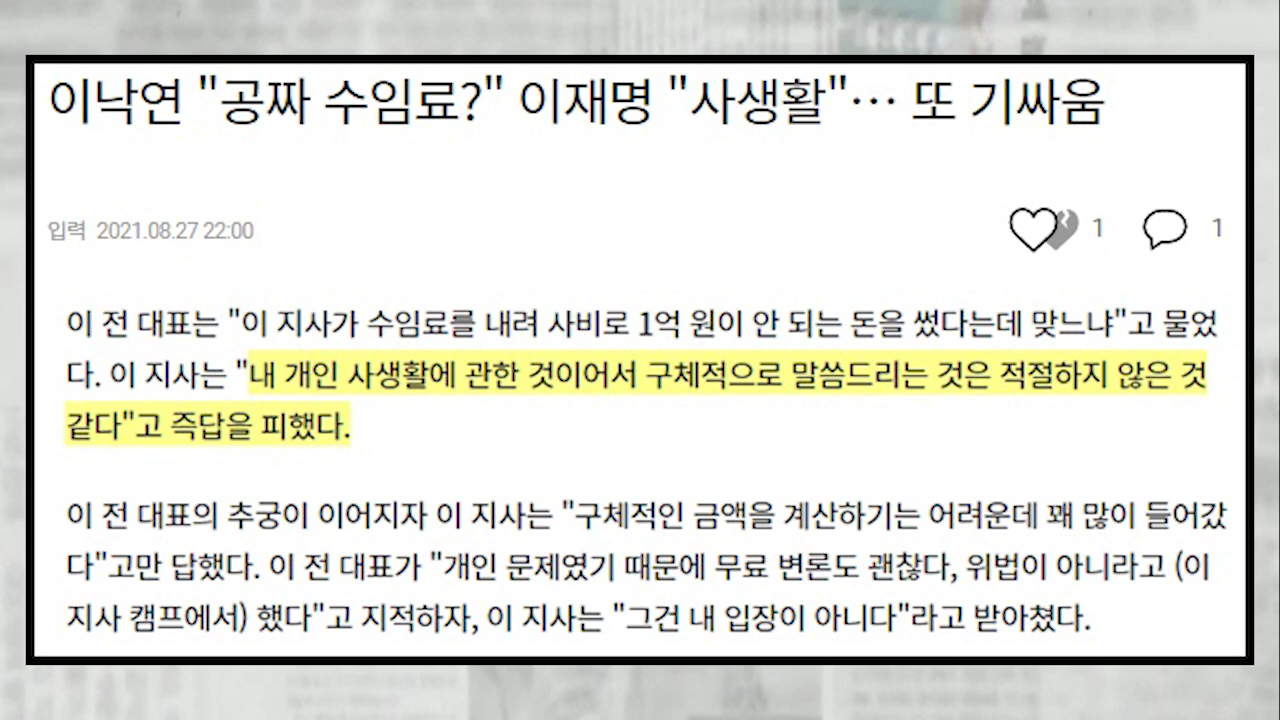 이낙연 "공짜 수임료?" 이재명 "사생활"… 또 기싸움
입력 2021.08.27 22:00
1
1
이 전 대표는 "이 지사가 수임료를 내려 사비로 1억 원이 안 되는 돈을 썼다는데 맞느냐"고 물었
다. 이 지사는 "내 개인 사생활에 관한 것이어서 구체적으로 말씀드리는 것은 적절하지 않은 것
같다"고 즉답을 피했다.
이 전 대표의 추궁이 이어지자 이 지사는 "구체적인 금액을 계산하기는 어려운데 꽤 많이 들어갔
다"고만 답했다. 이 전 대표가 "개인 문제였기 때문에 무료 변론도 괜찮다, 위법이 아니라고 (이
지사 캠프에서) 했다"고 지적하자, 이 지사는 "그건 내 입장이 아니다"라고 받아쳤다.